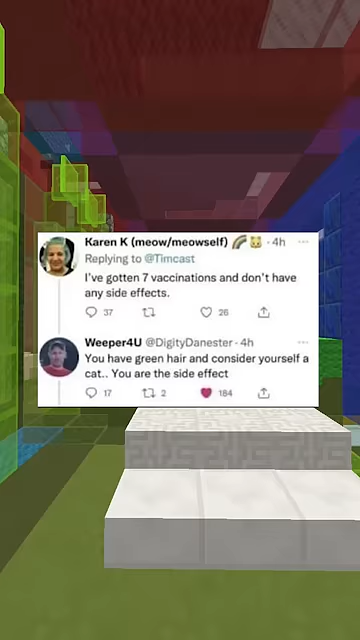 Karen K (meow/meowself) 🌈 🐱 · 4h
Replying to @Timcast
I've gotten 7 vaccinations and don't have
any side effects.
37 26
Weeper4U @DigityDanester · 4h
You have green hair and consider yourself a
cat.. You are the side effect
17 2 184